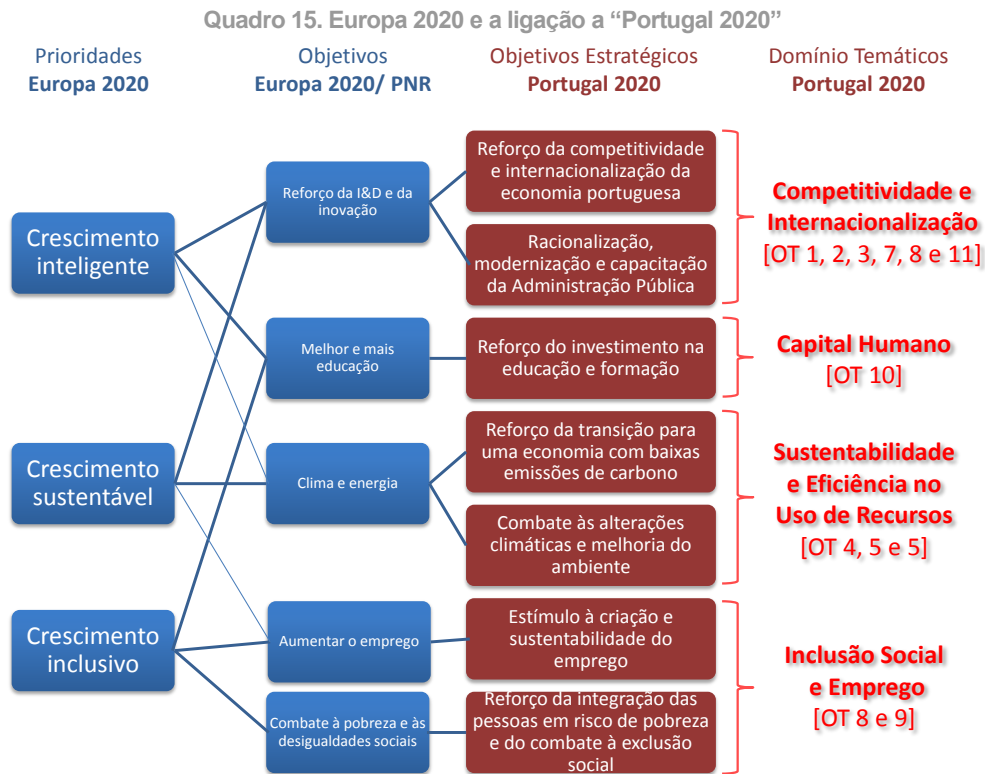 Quadro 15. Europa 2020 e a ligação a “Portugal 2020”
Prioridades
Europa 2020
Objetivos
Europa 2020/ PNR
Objetivos Estratégicos
Portugal 2020
Domínio Temáticos
Portugal 2020
Crescimento
inteligente
Crescimento
sustentável
Crescimento
inclusivo
Reforço da I&D e da
inovação
Melhor e mais
educação
Clima e energia
Aumentar o emprego
Combate à pobreza e às
desigualdades sociais
Reforço da competitividade
e internacionalização da
economia portuguesa
Racionalização,
modernização e capacitação
da Administração Pública
Reforço do investimento na
educação e formação
Reforço da transição para
uma economia com baixas
emissões de carbono
Combate às alterações
climáticas e melhoria do
ambiente
Estímulo à criação e
sustentabilidade do
emprego
Reforço da integração das
pessoas em risco de pobreza
e do combate à exclusão
social
Competitividade e
Internacionalização
[OT 1, 2, 3, 7, 8 e 11]
Capital Humano
[OT 10]
Sustentabilidade
e Eficiência no
Uso de Recursos
[OT 4, 5 e 5]
Inclusão Social
e Emprego
[OT 8 e 9]